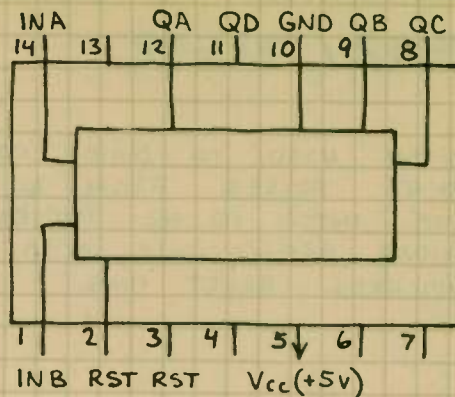 INA QA QD GND QB QC
14 13 12 11 10 9 8
1 2 3 4 5 6 7
INB RST RST Vcc(+5v)